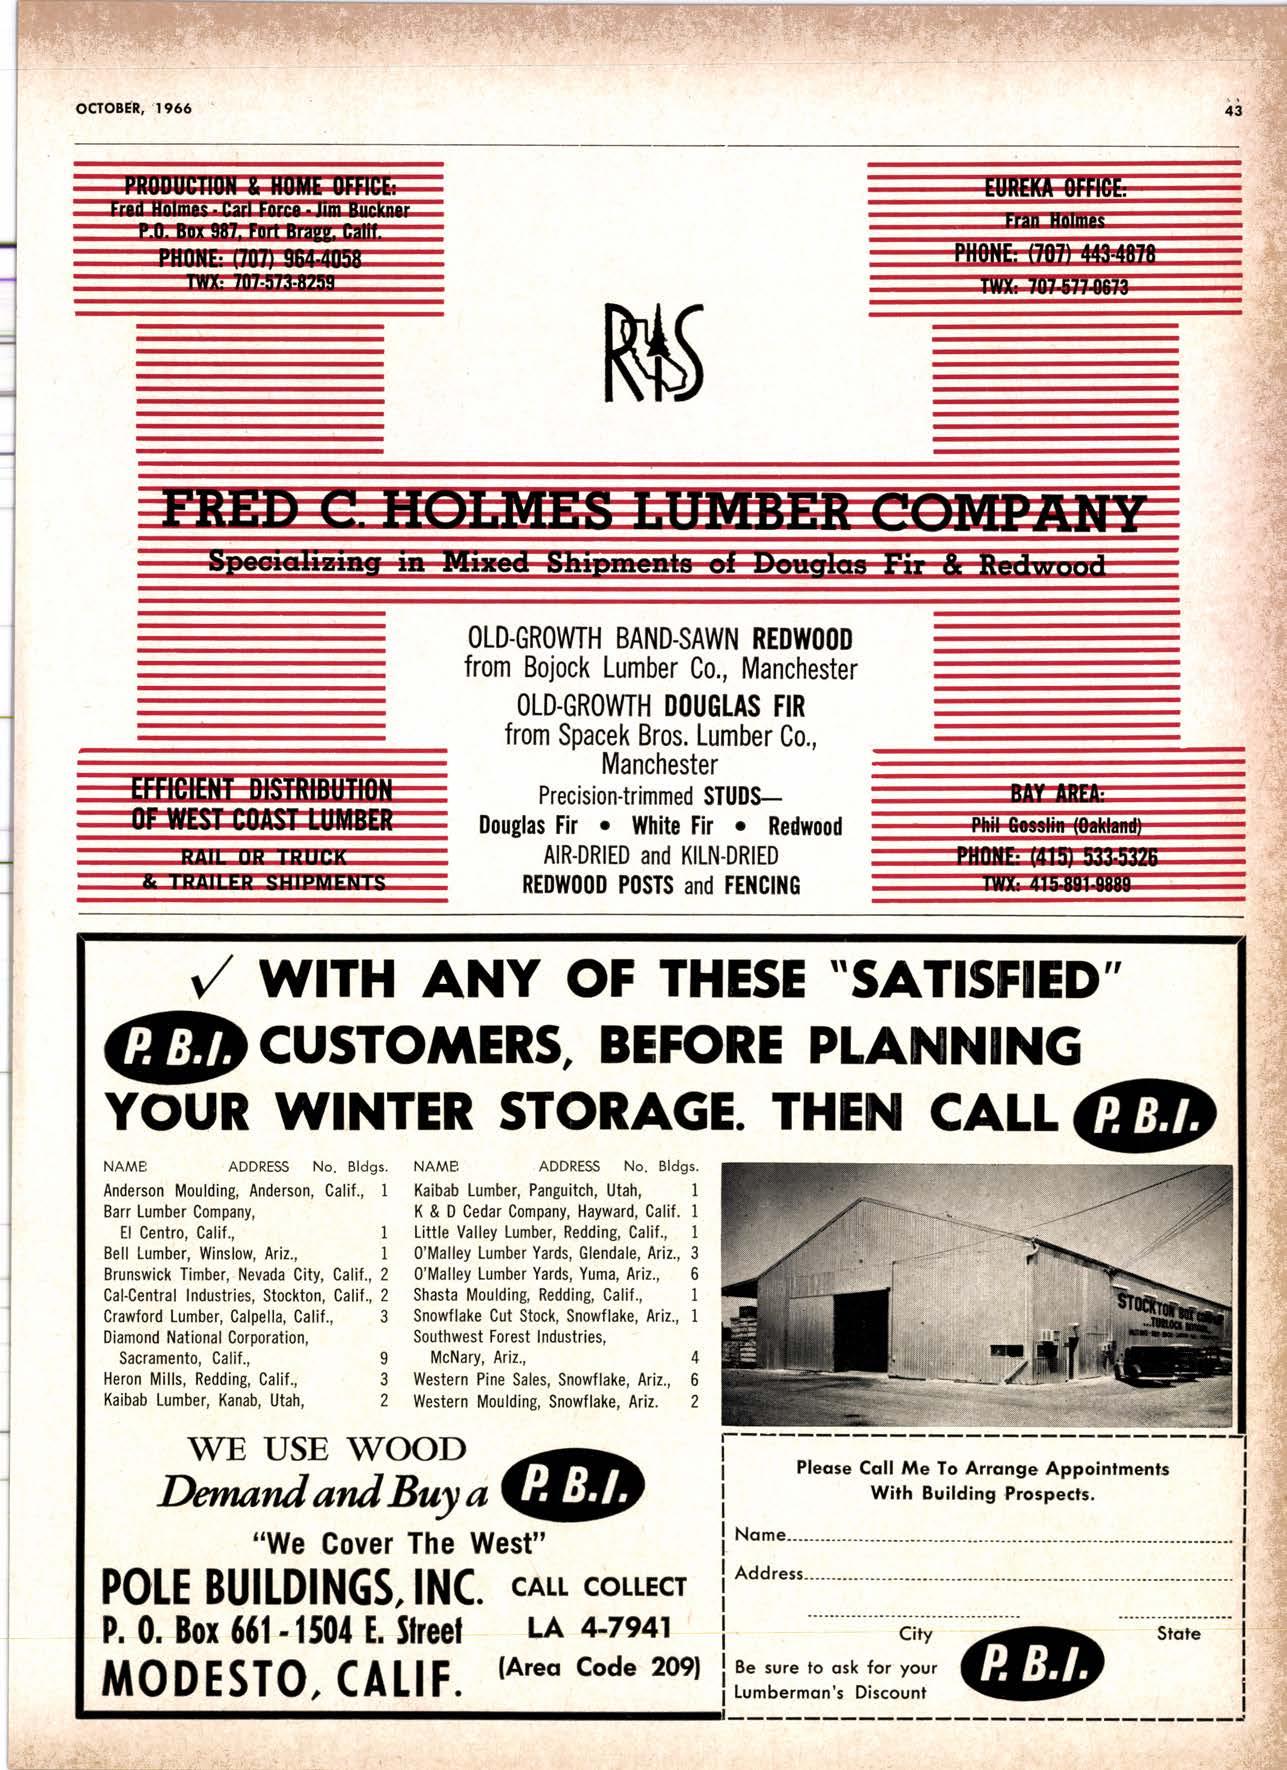 OCTOBER, 1966
43
PRODUCTION & HOME OFFICE:
Fred Holmes - Carl Force - Jim Buckner
P.O. Box 987, Fort Bragg, Calif.
PHONE: (707) 964-4058
TWX: 707-573-8259
EUREKA OFFICE:
Fran Holmes
PHONE: (707) 443-4878
TWX: 707-577-0673
RIS
FRED C. HOLMES LUMBER COMPANY
Specializing in Mixed Shipments of Douglas Fir & Redwood
OLD-GROWTH BAND-SAWN REDWOOD
from Bojock Lumber Co., Manchester
OLD-GROWTH DOUGLAS FIR
from Spacek Bros. Lumber Co.,
Manchester
Precision-trimmed STUDS—
Douglas Fir • White Fir • Redwood
AIR-DRIED and KILN-DRIED
REDWOOD POSTS and FENCING
EFFICIENT DISTRIBUTION
OF WEST COAST LUMBER
RAIL OR TRUCK
& TRAILER SHIPMENTS
BAY AREA:
Phil Gosslin (Oakland)
PHONE: (415) 533-5326
TWX: 415-891-9889
✓ WITH ANY OF THESE "SATISFIED"
P.B.I. CUSTOMERS, BEFORE PLANNING
YOUR WINTER STORAGE. THEN CALL P.B.I.
NAME ADDRESS No. Bldgs.
Anderson Moulding, Anderson, Calif., 1
Barr Lumber Company,
El Centro, Calif., 1
Bell Lumber, Winslow, Ariz., 1
Brunswick Timber, Nevada City, Calif., 2
Cal-Central Industries, Stockton, Calif., 2
Crawford Lumber, Calpella, Calif., 3
Diamond National Corporation,
Sacramento, Calif., 9
Heron Mills, Redding, Calif., 3
Kaibab Lumber, Kanab, Utah, 2
NAME ADDRESS No. Bldgs.
Kaibab Lumber, Panguitch, Utah, 1
K & D Cedar Company, Hayward, Calif. 1
Little Valley Lumber, Redding, Calif., 1
O'Malley Lumber Yards, Glendale, Ariz., 3
O'Malley Lumber Yards, Yuma, Ariz., 6
Shasta Moulding, Redding, Calif., 1
Snowflake Cut Stock, Snowflake, Ariz., 1
Southwest Forest Industries,
McNary, Ariz., 4
Western Pine Sales, Snowflake, Ariz., 6
Western Moulding, Snowflake, Ariz. 2
STOCKTON BOX COMPANY
TURLOCK
WE USE WOOD
Demand and Buy a P.B.I.
"We Cover The West"
POLE BUILDINGS, INC.
P. O. Box 661 - 1504 E. Street
MODESTO, CALIF.
CALL COLLECT
LA 4-7941
(Area Code 209)
Please Call Me To Arrange Appointments
With Building Prospects.
Name
Address
City State
Be sure to ask for your
Lumberman's Discount
P.B.I.